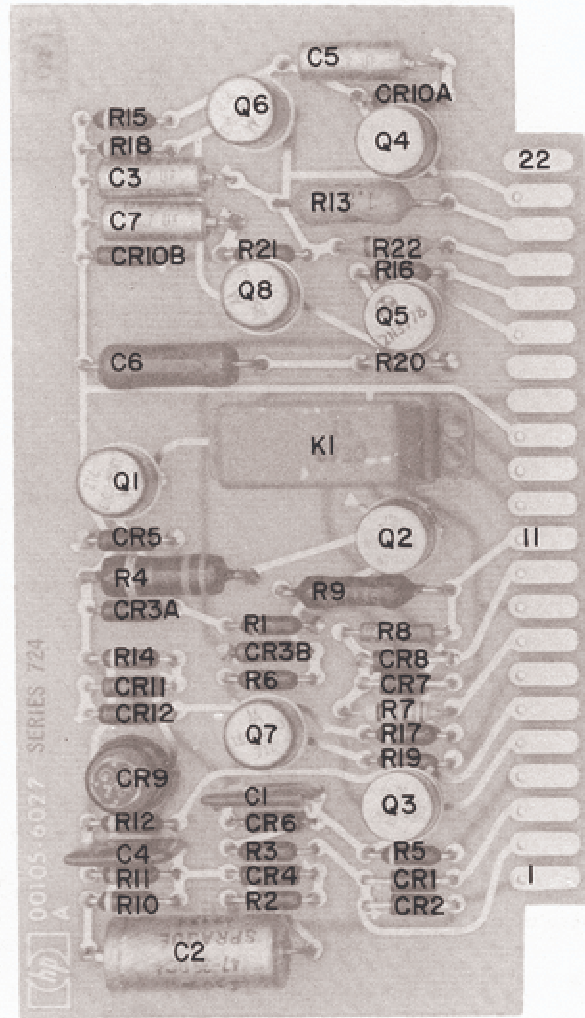 C5
CR10A
Q6
R15
Q4
R18
22
C3
R13
C7
R21
R22
CR10B
R16
Q8
Q5
C6
R20
K1
Q1
CR5
Q2
11
R4
R9
CR3A
R1
R8
R14
CR3B
CR8
CR11
R6
CR7
CR12
R7
Q7
R17
R19
CR9
C1
Q3
R12
CR6
C4
R3
R5
R11
CR4
CR1
1
R10
R2
CR2
C2
SPRAGUE
hp
00105-6022 SERIES 724
A